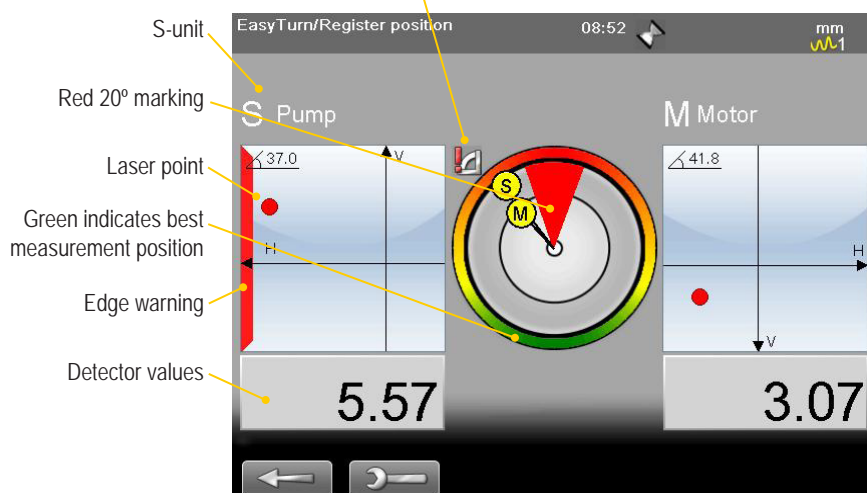 EasyTurn/Register position 08:52 mm
1
S-unit
Red 20º marking
S Pump
M Motor
37.0
V
41.8
Laser point
S
M
Green indicates best
measurement position
H
H
Edge warning
V
Detector values
5.57
3.07